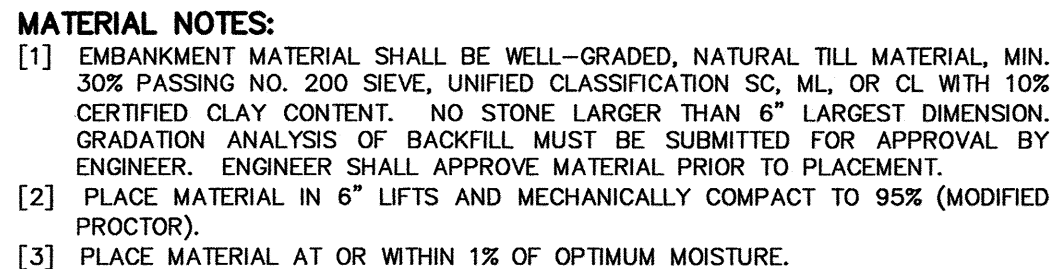 MATERIAL NOTES:
[1] EMBANKMENT MATERIAL SHALL BE WELL-GRADED, NATURAL TILL MATERIAL, MIN.
30% PASSING NO. 200 SIEVE, UNIFIED CLASSIFICATION SC, ML, OR CL WITH 10%
CERTIFIED CLAY CONTENT. NO STONE LARGER THAN 6" LARGEST DIMENSION.
GRADATION ANALYSIS OF BACKFILL MUST BE SUBMITTED FOR APPROVAL BY
ENGINEER. ENGINEER SHALL APPROVE MATERIAL PRIOR TO PLACEMENT.
[2] PLACE MATERIAL IN 6" LIFTS AND MECHANICALLY COMPACT TO 95% (MODIFIED
PROCTOR).
[3] PLACE MATERIAL AT OR WITHIN 1% OF OPTIMUM MOISTURE.